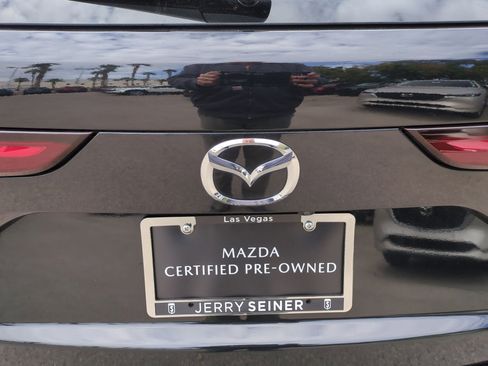 Las Vegas
MAZDA
CERTIFIED PRE-OWNED
JERRY SEINER